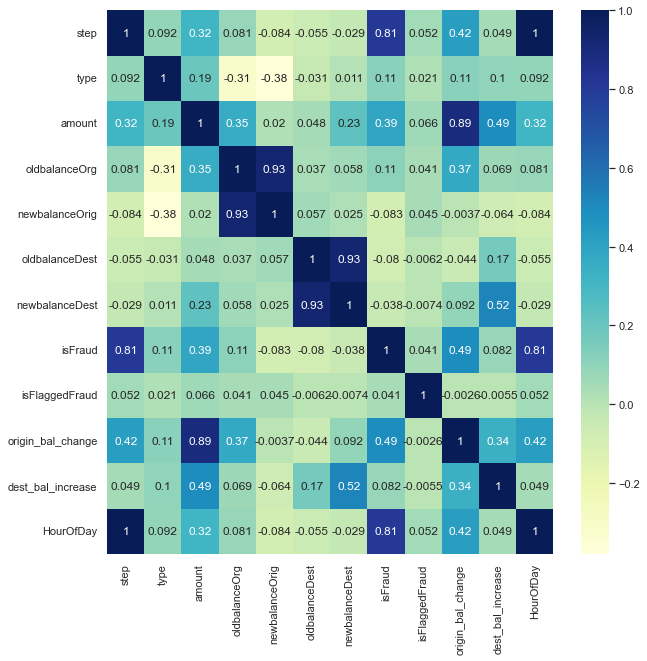 step 1 0.092 0.32 0.081 -0.084 -0.055 -0.029 0.81 0.052 0.42 0.049 1
type 0.092 1 0.19 -0.31 -0.38 -0.031 0.011 0.11 0.021 0.11 0.1 0.092
amount 0.32 0.19 1 0.35 0.02 0.048 0.23 0.39 0.066 0.89 0.49 0.32
oldbalanceOrg 0.081 -0.31 0.35 1 0.93 0.037 0.058 0.11 0.041 0.37 0.069 0.081
newbalanceOrig -0.084 -0.38 0.02 0.93 1 0.057 0.025 -0.083 0.045 -0.0037 -0.064 -0.084
oldbalanceDest -0.055 -0.031 0.048 0.037 0.057 1 0.93 -0.08 -0.0062 -0.044 0.17 -0.055
newbalanceDest -0.029 0.011 0.23 0.058 0.025 0.93 1 -0.038 -0.0074 0.092 0.52 -0.029
isFraud 0.81 0.11 0.39 0.11 -0.083 -0.08 -0.038 1 0.041 0.49 0.082 0.81
isFlaggedFraud 0.052 0.021 0.066 0.041 0.045 -0.0062 -0.0074 0.041 1 -0.0026 -0.0055 0.052
origin_bal_change 0.42 0.11 0.89 0.37 -0.0037 -0.044 0.092 0.49 -0.0026 1 0.34 0.42
dest_bal_increase 0.049 0.1 0.49 0.069 -0.064 0.17 0.52 0.082 -0.0055 0.34 1 0.049
HourOfDay 1 0.092 0.32 0.081 -0.084 -0.055 -0.029 0.81 0.052 0.42 0.049 1
step type amount oldbalanceOrg newbalanceOrig oldbalanceDest newbalanceDest isFraud isFlaggedFraud origin_bal_change dest_bal_increase HourOfDay
1.0
0.8
0.6
0.4
0.2
0.0
−0.2